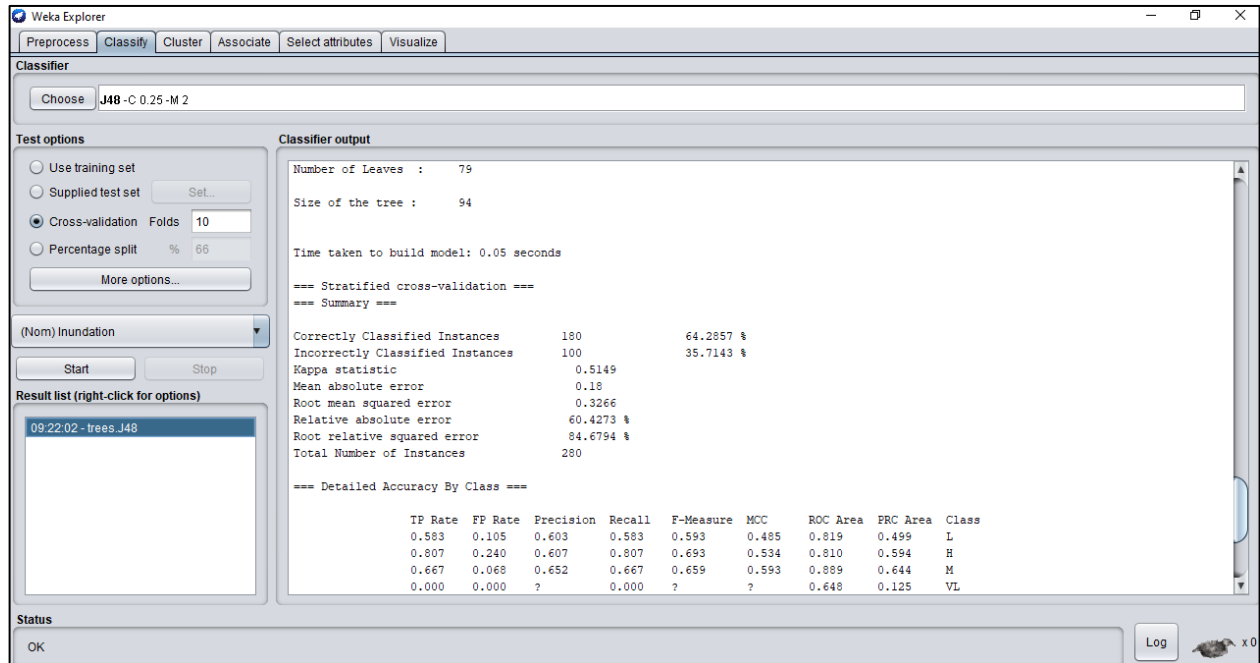 Weka Explorer
Preprocess Classify Cluster Associate Select attributes Visualize
Classifier
Choose J48 -C 0.25 -M 2
Test options
Use training set
Supplied test set Set...
Cross-validation Folds 10
Percentage split % 66
More options...
(Nom) Inundation
Start Stop
Result list (right-click for options)
09:22:02 - trees.J48
Classifier output
Number of Leaves : 79
Size of the tree : 94
Time taken to build model: 0.05 seconds
=== Stratified cross-validation ===
=== Summary ===
Correctly Classified Instances 180 64.2857 %
Incorrectly Classified Instances 100 35.7143 %
Kappa statistic 0.5149
Mean absolute error 0.18
Root mean squared error 0.3266
Relative absolute error 60.4273 %
Root relative squared error 84.6794 %
Total Number of Instances 280
=== Detailed Accuracy By Class ===
TP Rate FP Rate Precision Recall F-Measure MCC ROC Area PRC Area Class
0.583 0.105 0.603 0.583 0.593 0.485 0.819 0.499 L
0.807 0.240 0.607 0.807 0.693 0.534 0.810 0.594 H
0.667 0.068 0.652 0.667 0.659 0.593 0.889 0.644 M
0.000 0.000 ? 0.000 ? ? 0.648 0.125 VL
Status
OK
Log x 0